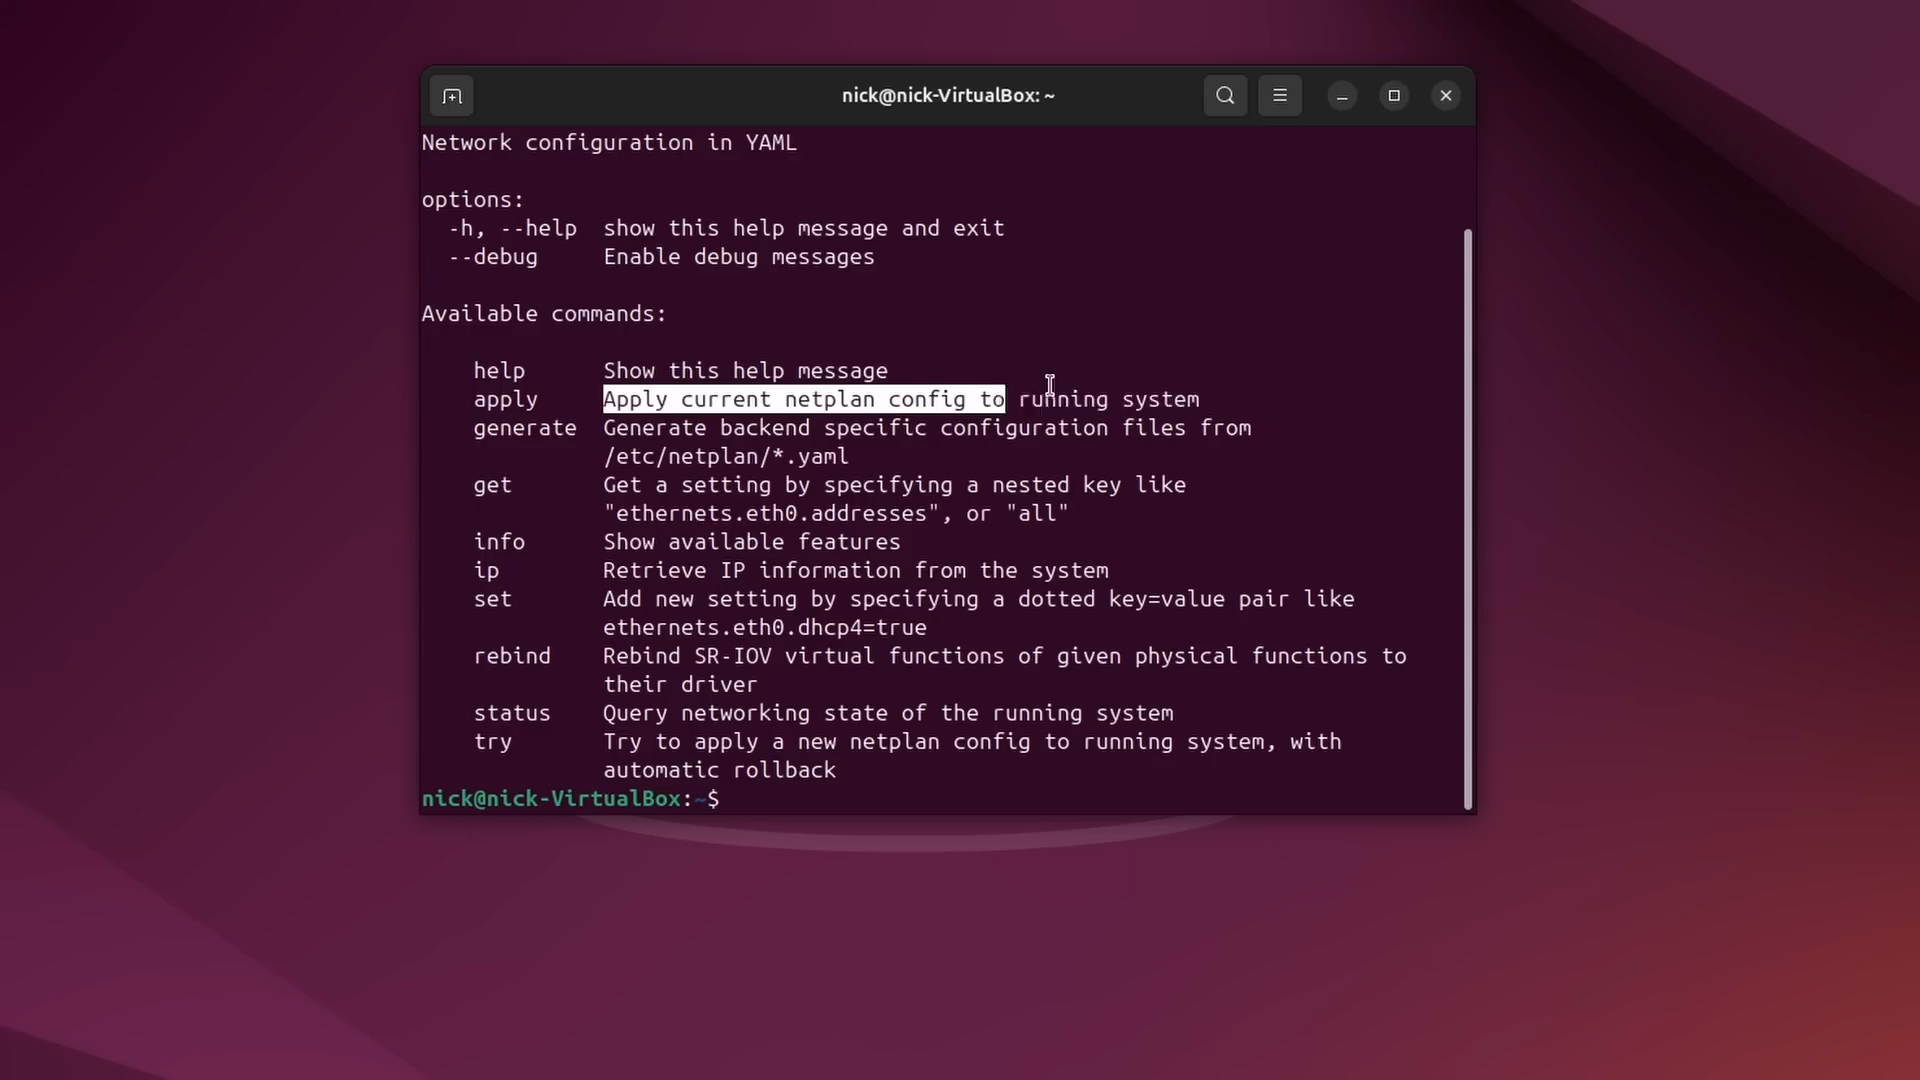 nick@nick-VirtualBox: ~
Network configuration in YAML
options:
-h, --help  show this help message and exit
--debug     Enable debug messages
Available commands:
help      Show this help message
apply     Apply current netplan config to running system
generate  Generate backend specific configuration files from
/etc/netplan/*.yaml
get       Get a setting by specifying a nested key like
"ethernets.eth0.addresses", or "all"
info      Show available features
ip        Retrieve IP information from the system
set       Add new setting by specifying a dotted key=value pair like
ethernets.eth0.dhcp4=true
rebind    Rebind SR-IOV virtual functions of given physical functions to
their driver
status    Query networking state of the running system
try       Try to apply a new netplan config to running system, with
automatic rollback
nick@nick-VirtualBox:~$